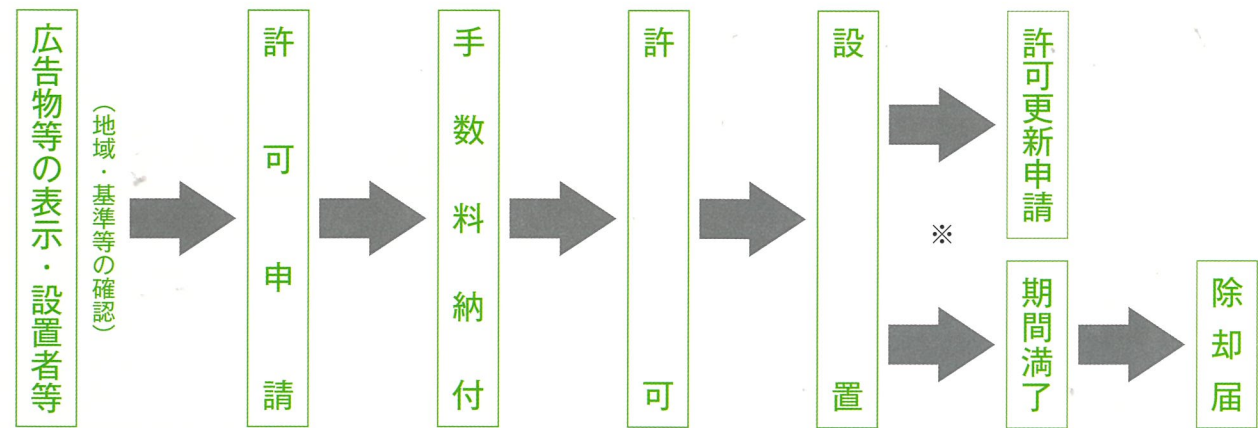 広告物等の表示・設置者等
（地域・基準等の確認）
許可申請
手数料納付
許可
設置
※
許可更新申請
期間満了
除却届